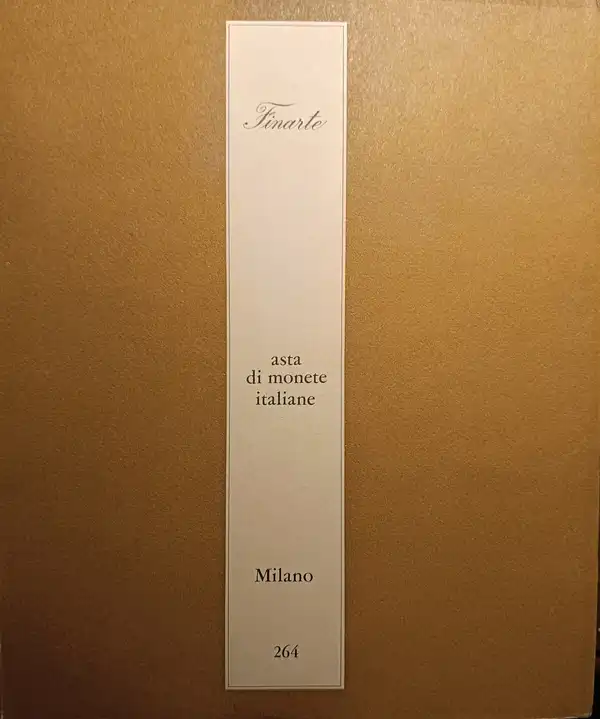 Finarte
asta
di monete
italiane
Milano
264